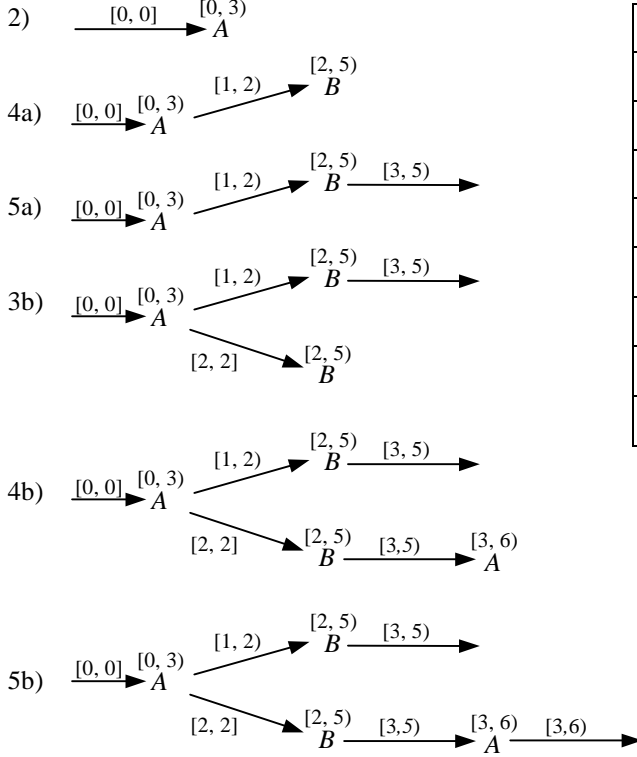 2) [0, 0] [0, 3) A
4a) [0, 0] [0, 3) A [1, 2) [2, 5) B
5a) [0, 0] [0, 3) A [1, 2) [2, 5) B [3, 5)
3b) [0, 0] [0, 3) A [1, 2) [2, 5) B [3, 5)
[2, 2] [2, 5) B
4b) [0, 0] [0, 3) A [1, 2) [2, 5) B [3, 5)
[2, 2] [2, 5) B [3,5) [3, 6) A
5b) [0, 0] [0, 3) A [1, 2) [2, 5) B [3, 5)
[2, 2] [2, 5) B [3,5) [3, 6) A [3,6)